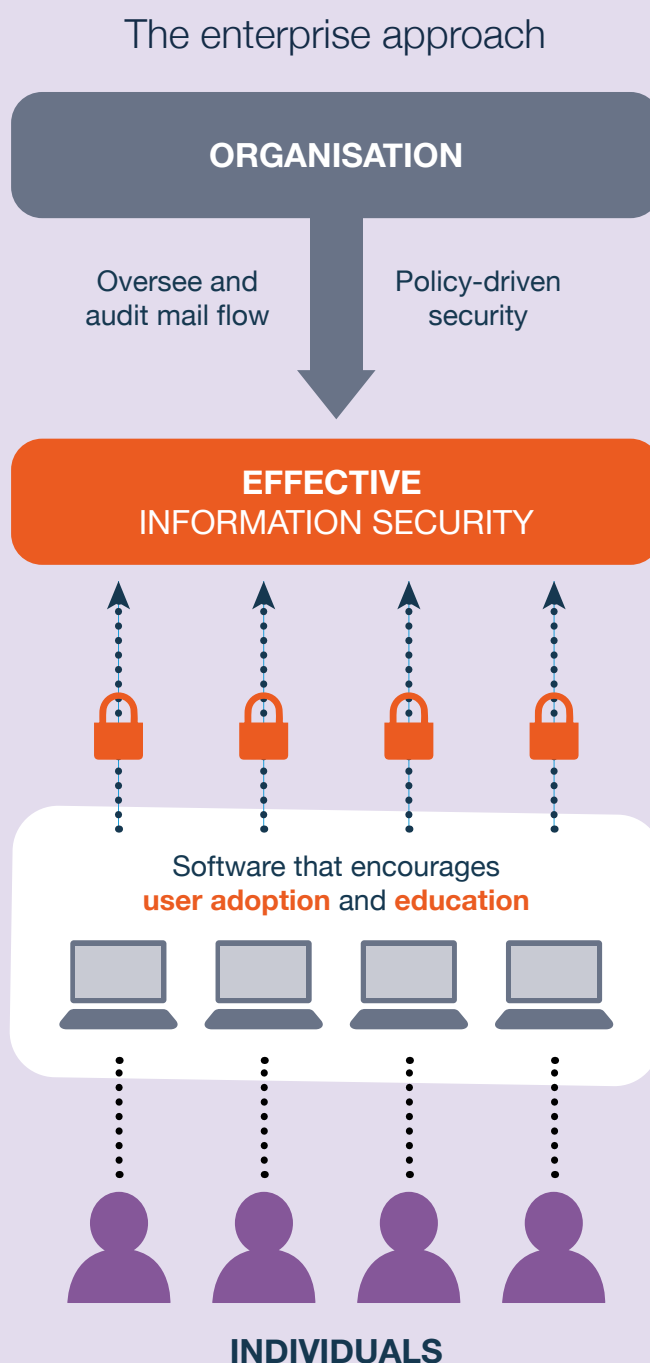 The enterprise approach
ORGANISATION
Oversee and
audit mail flow
Policy-driven
security
EFFECTIVE
INFORMATION SECURITY
Software that encourages
user adoption and education
INDIVIDUALS